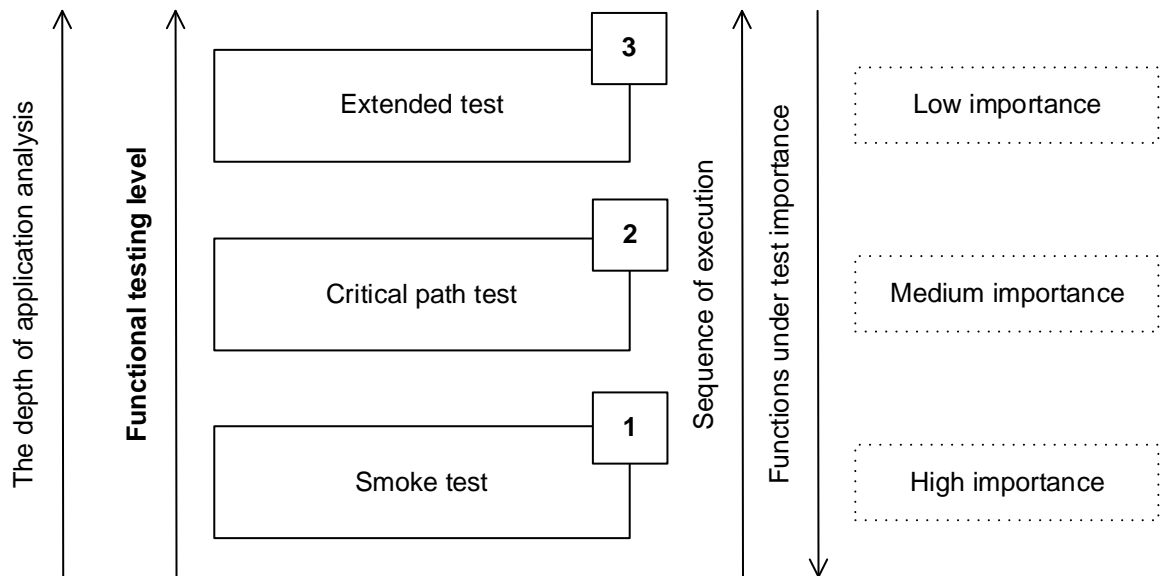 The depth of application analysis
Functional testing level
3
Extended test
2
Critical path test
1
Smoke test
Sequence of execution
Functions under test importance
Low importance
Medium importance
High importance